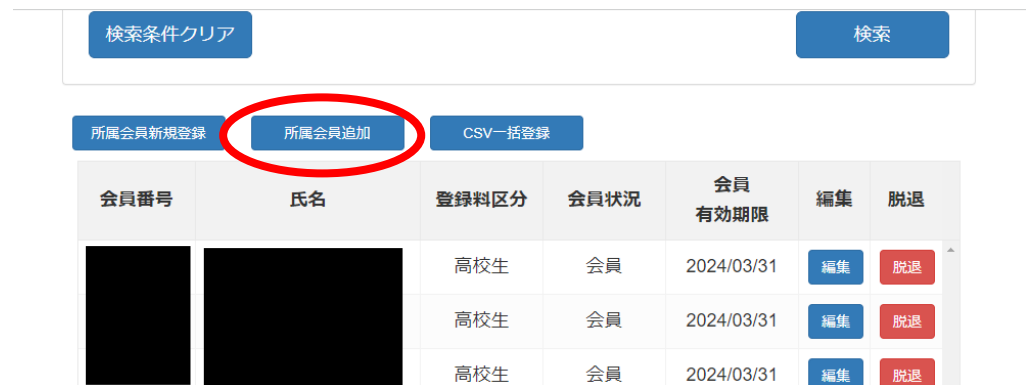 検索条件クリア 検索
所属会員新規登録 所属会員追加 CSV一括登録
会員番号 氏名 登録料区分 会員状況 会員 有効期限 編集 脱退
高校生 会員 2024/03/31 編集 脱退
高校生 会員 2024/03/31 編集 脱退
高校生 会員 2024/03/31 編集 脱退